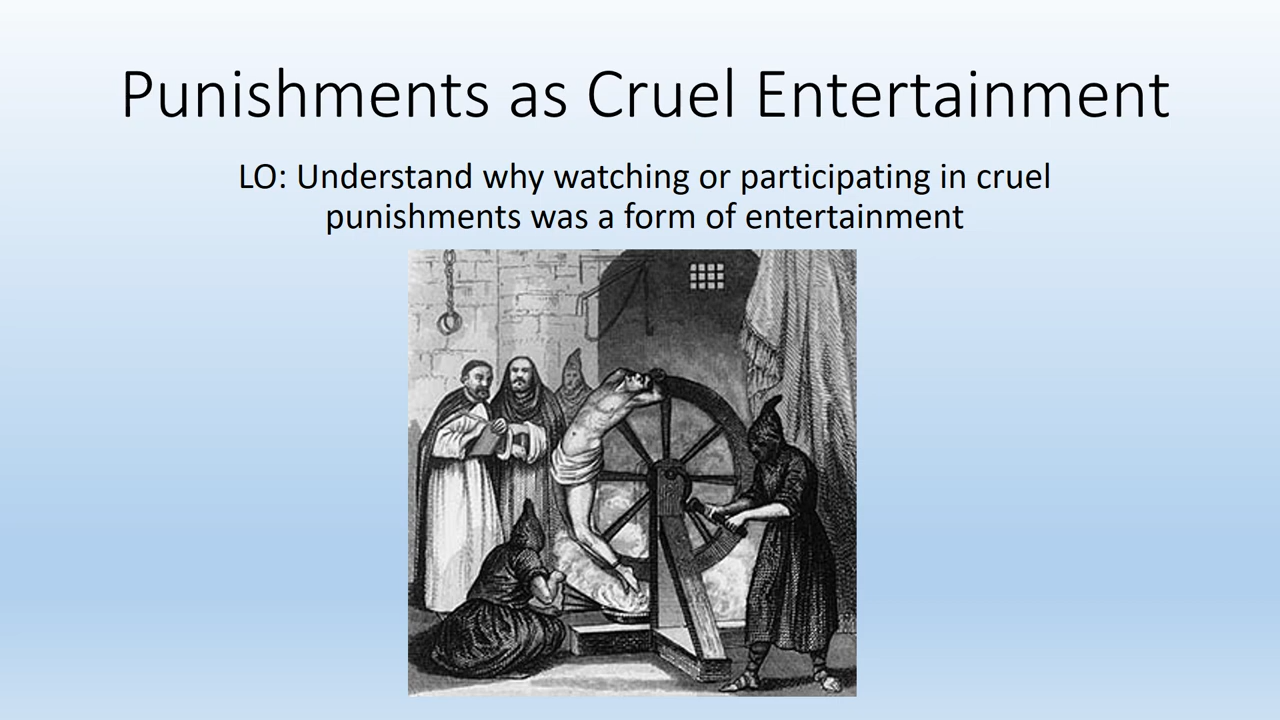 Punishments as Cruel Entertainment
LO: Understand why watching or participating in cruel
punishments was a form of entertainment